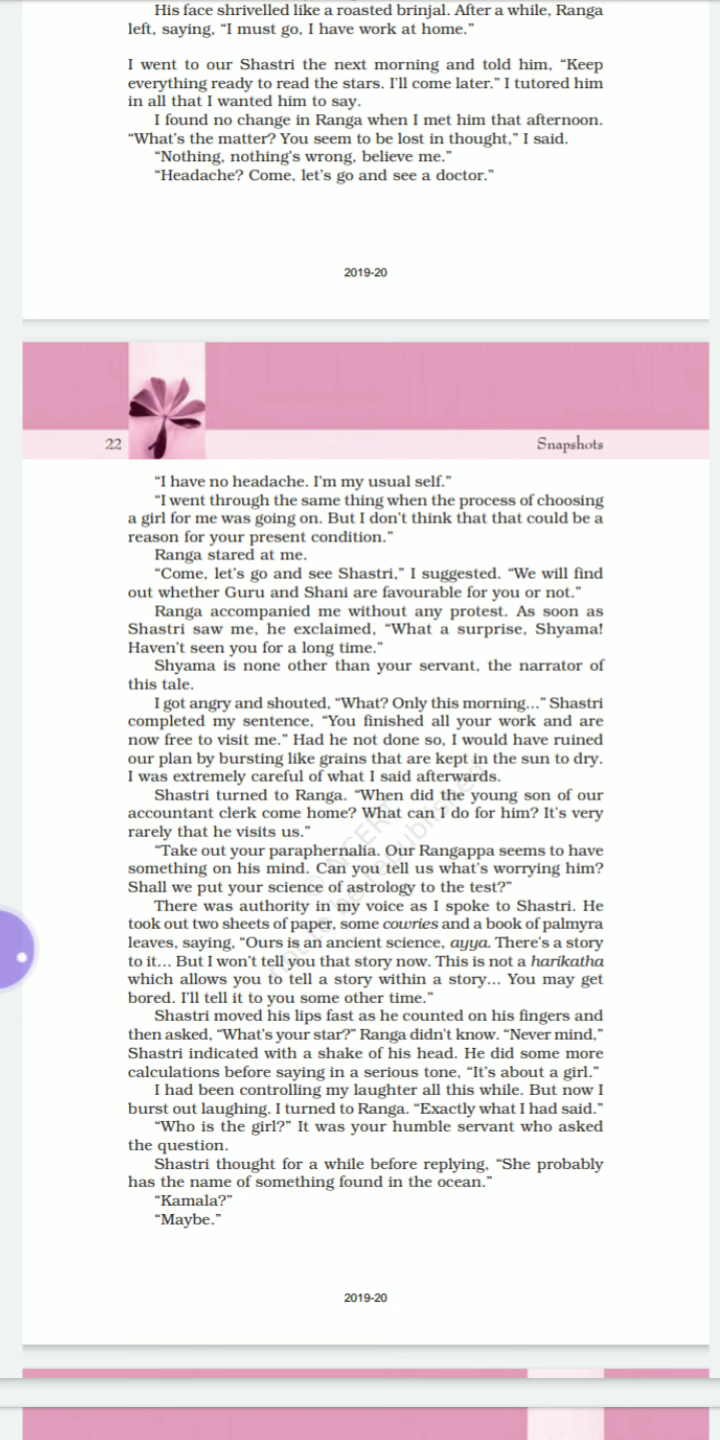 His face shrivelled like a roasted brinjal. After a while, Ranga
left, saying, “I must go, I have work at home.”
I went to our Shastri the next morning and told him, “Keep
everything ready to read the stars. I'll come later.” I tutored him
in all that I wanted him to say.
I found no change in Ranga when I met him that afternoon.
“What's the matter? You seem to be lost in thought,” I said.
“Nothing, nothing's wrong, believe me.”
“Headache? Come, let's go and see a doctor.”
2019-20
22
Snapshots
“I have no headache. I'm my usual self.”
“I went through the same thing when the process of choosing
a girl for me was going on. But I don't think that that could be a
reason for your present condition.”
Ranga stared at me.
“Come, let's go and see Shastri,” I suggested. “We will find
out whether Guru and Shani are favourable for you or not.”
Ranga accompanied me without any protest. As soon as
Shastri saw me, he exclaimed, “What a surprise, Shyama!
Haven't seen you for a long time.”
Shyama is none other than your servant, the narrator of
this tale.
I got angry and shouted, “What? Only this morning...” Shastri
completed my sentence, “You finished all your work and are
now free to visit me.” Had he not done so, I would have ruined
our plan by bursting like grains that are kept in the sun to dry.
I was extremely careful of what I said afterwards.
Shastri turned to Ranga. “When did the young son of our
accountant clerk come home? What can I do for him? It's very
rarely that he visits us.”
“Take out your paraphernalia. Our Rangappa seems to have
something on his mind. Can you tell us what's worrying him?
Shall we put your science of astrology to the test?”
There was authority in my voice as I spoke to Shastri. He
took out two sheets of paper, some cowries and a book of palmyra
leaves, saying, “Ours is an ancient science, ayya. There's a story
to it... But I won't tell you that story now. This is not a harikatha
which allows you to tell a story within a story... You may get
bored. I'll tell it to you some other time.”
Shastri moved his lips fast as he counted on his fingers and
then asked, “What's your star?” Ranga didn't know. “Never mind,”
Shastri indicated with a shake of his head. He did some more
calculations before saying in a serious tone, “It's about a girl.”
I had been controlling my laughter all this while. But now I
burst out laughing. I turned to Ranga. “Exactly what I had said.”
“Who is the girl?” It was your humble servant who asked
the question.
Shastri thought for a while before replying, “She probably
has the name of something found in the ocean.”
“Kamala?”
“Maybe.”
© NCERT
not to be republished
2019-20